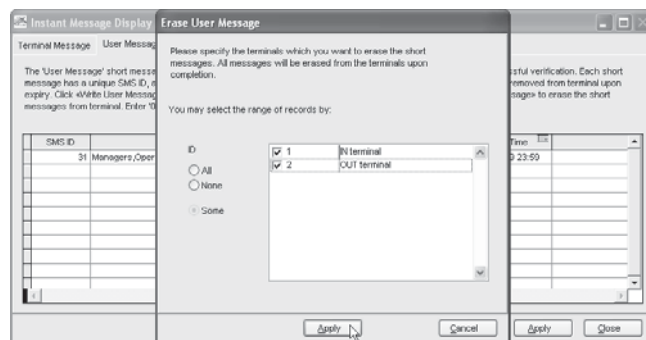 Instant Message Display
Erase User Message
Terminal Message User Messag
Please specify the terminals which you want to erase the short
messages. All messages will be erased from the terminals upon
completion.
The 'User Message' short messe
message has a unique SMS ID,
expiry. Click «Write User Messag
messages from terminal. Enter '0
ssful verification. Each short
removed from terminal upon
sage» to erase the short
You may select the range of records by:
SMS ID
Time
31 Managers,Oper
9 23:59
ID
All
None
Some
1 IN terminal
2 OUT terminal
Apply
Cancel
Apply
Close